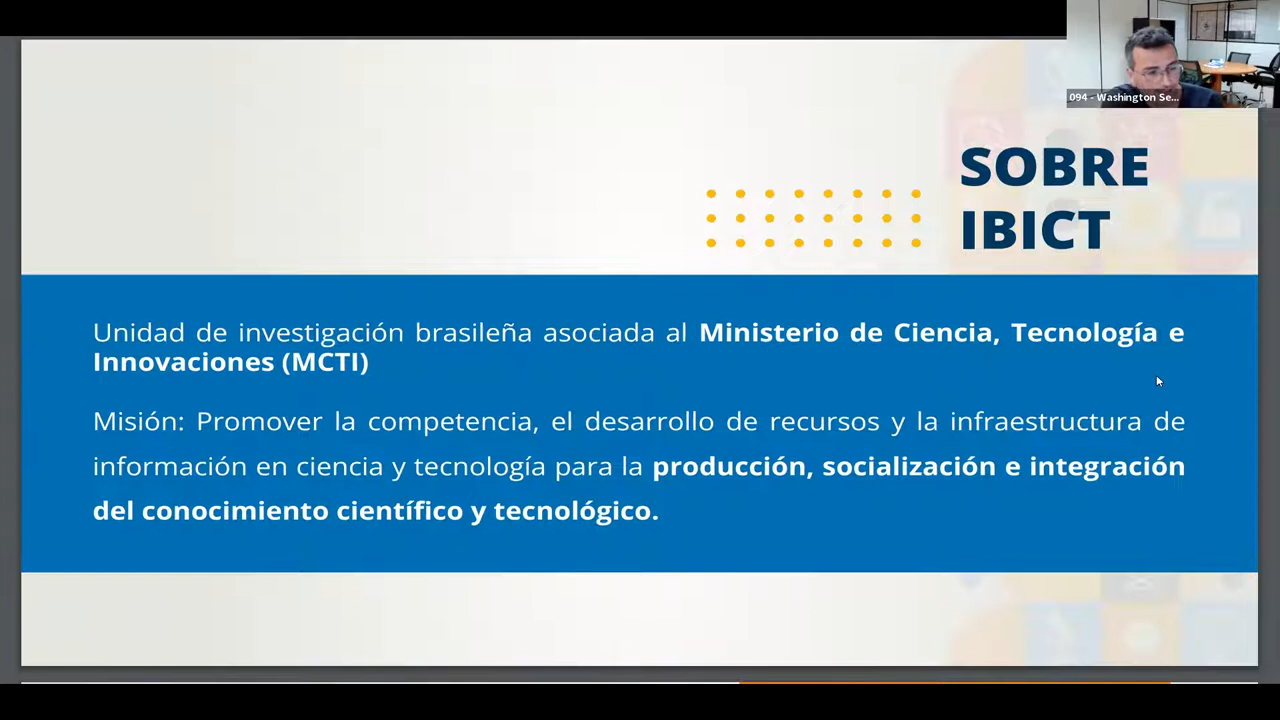 094 - Washington Se...
SOBRE
IBICT
Unidad de investigación brasileña asociada al Ministerio de Ciencia, Tecnología e
Innovaciones (MCTI)
Misión: Promover la competencia, el desarrollo de recursos y la infraestructura de
información en ciencia y tecnología para la producción, socialización e integración
del conocimiento científico y tecnológico.